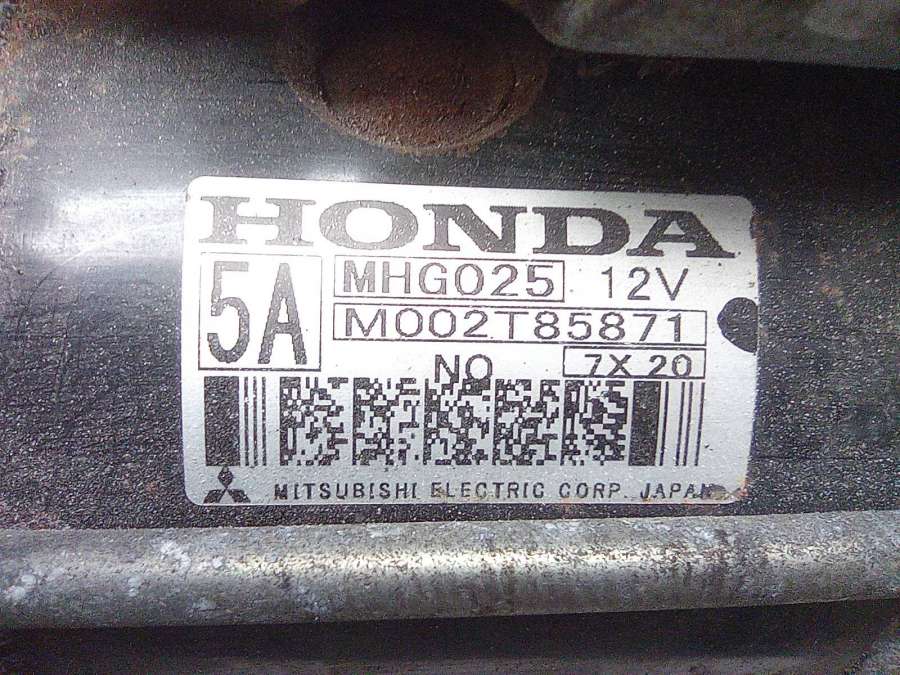 HONDA
5A MHG025 12V
M002T85871
NO 7X 20
MITSUBISHI ELECTRIC CORP. JAPAN